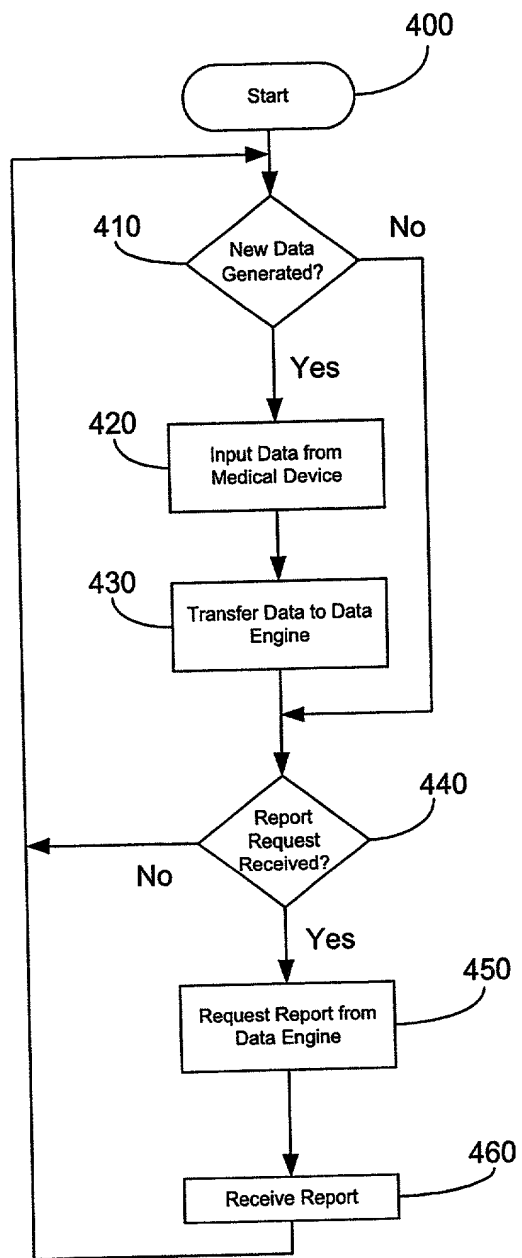 400
Start
410
New Data
Generated?
No
Yes
420
Input Data from
Medical Device
430
Transfer Data to Data
Engine
440
Report
Request
Received?
No
Yes
450
Request Report from
Data Engine
460
Receive Report